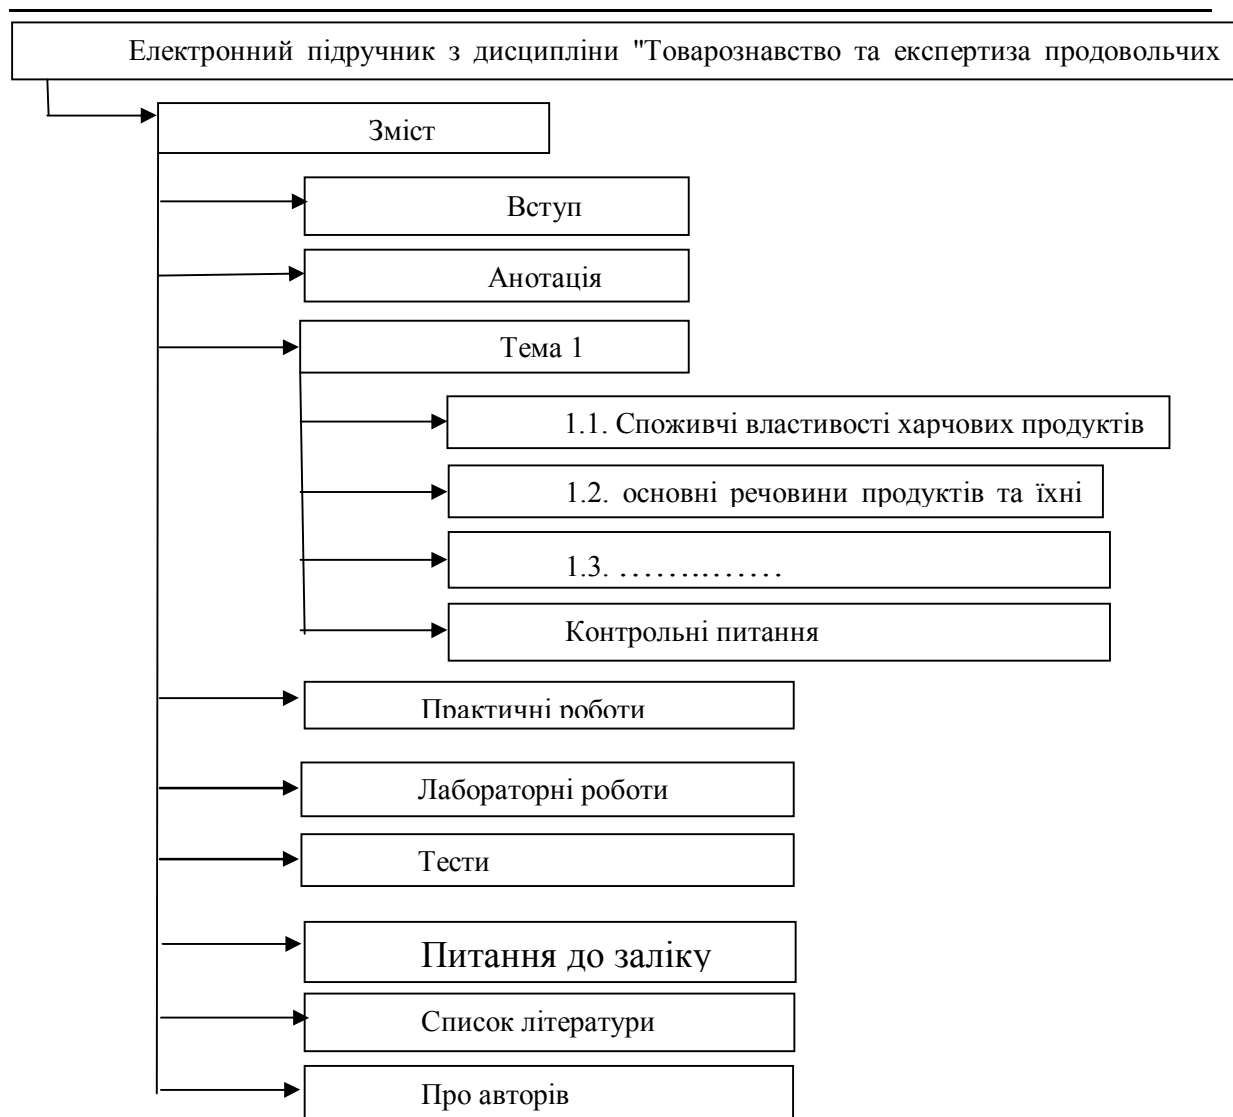 Електронний підручник з дисципліни "Товарознавство та експертиза продовольчих
Зміст
Вступ
Анотація
Тема 1
1.1. Споживчі властивості харчових продуктів
1.2. основні речовини продуктів та їхні
1.3. …………….
Контрольні питання
Практичні роботи
Лабораторні роботи
Тести
Питання до заліку
Список літератури
Про авторів